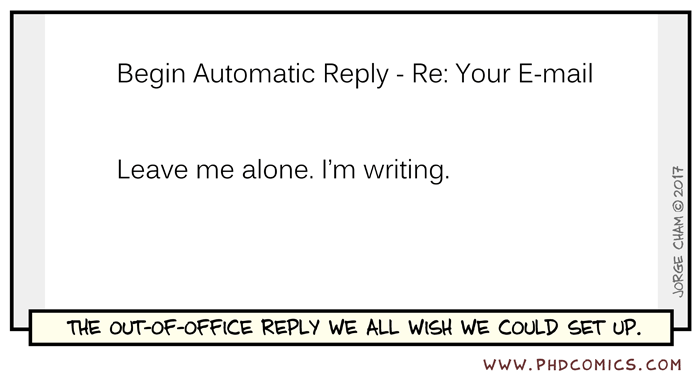 Begin Automatic Reply - Re: Your E-mail
Leave me alone. I'm writing.
JORGE CHAM © 2017
THE OUT-OF-OFFICE REPLY WE ALL WISH WE COULD SET UP.
WWW.PHDCOMICS.COM